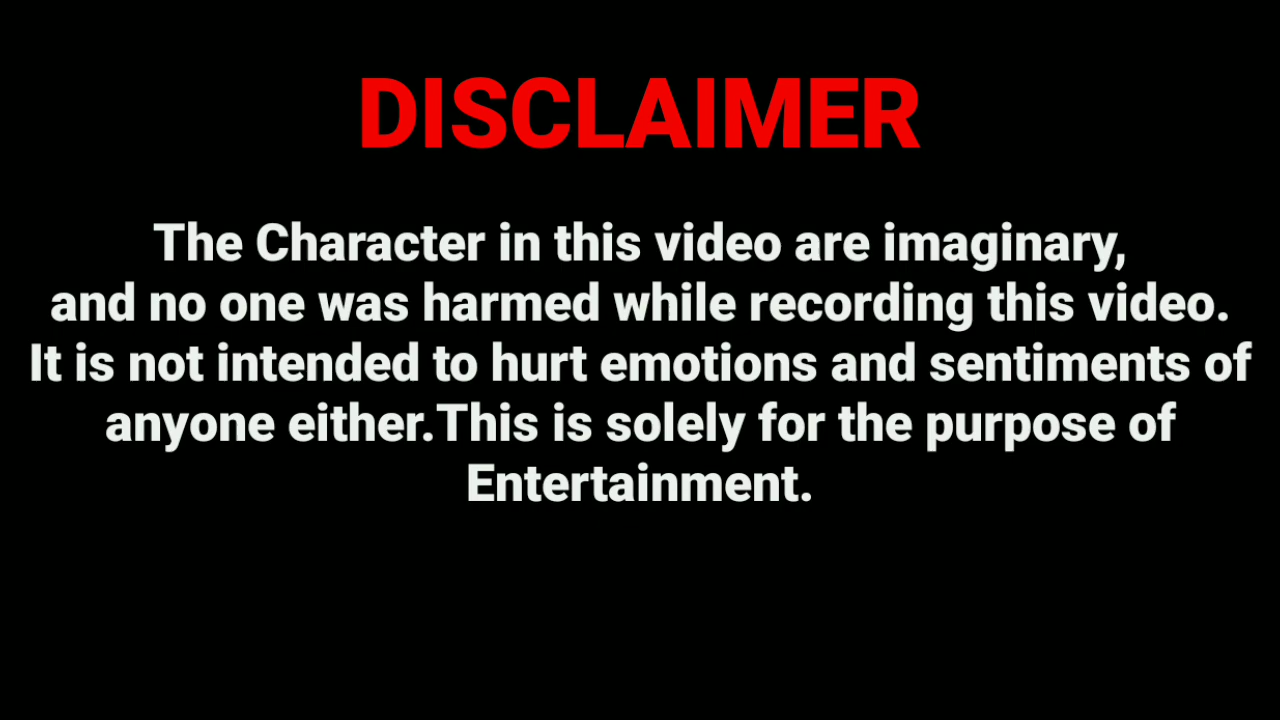 DISCLAIMER
The Character in this video are imaginary,
and no one was harmed while recording this video.
It is not intended to hurt emotions and sentiments of
anyone either.This is solely for the purpose of
Entertainment.